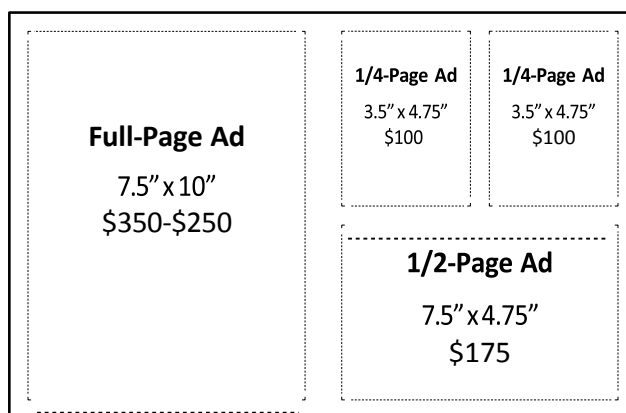 Full-Page Ad
7.5” x 10”
$350-$250
1/4-Page Ad
3.5” x 4.75”
$100
1/4-Page Ad
3.5” x 4.75”
$100
1/2-Page Ad
7.5” x 4.75”
$175